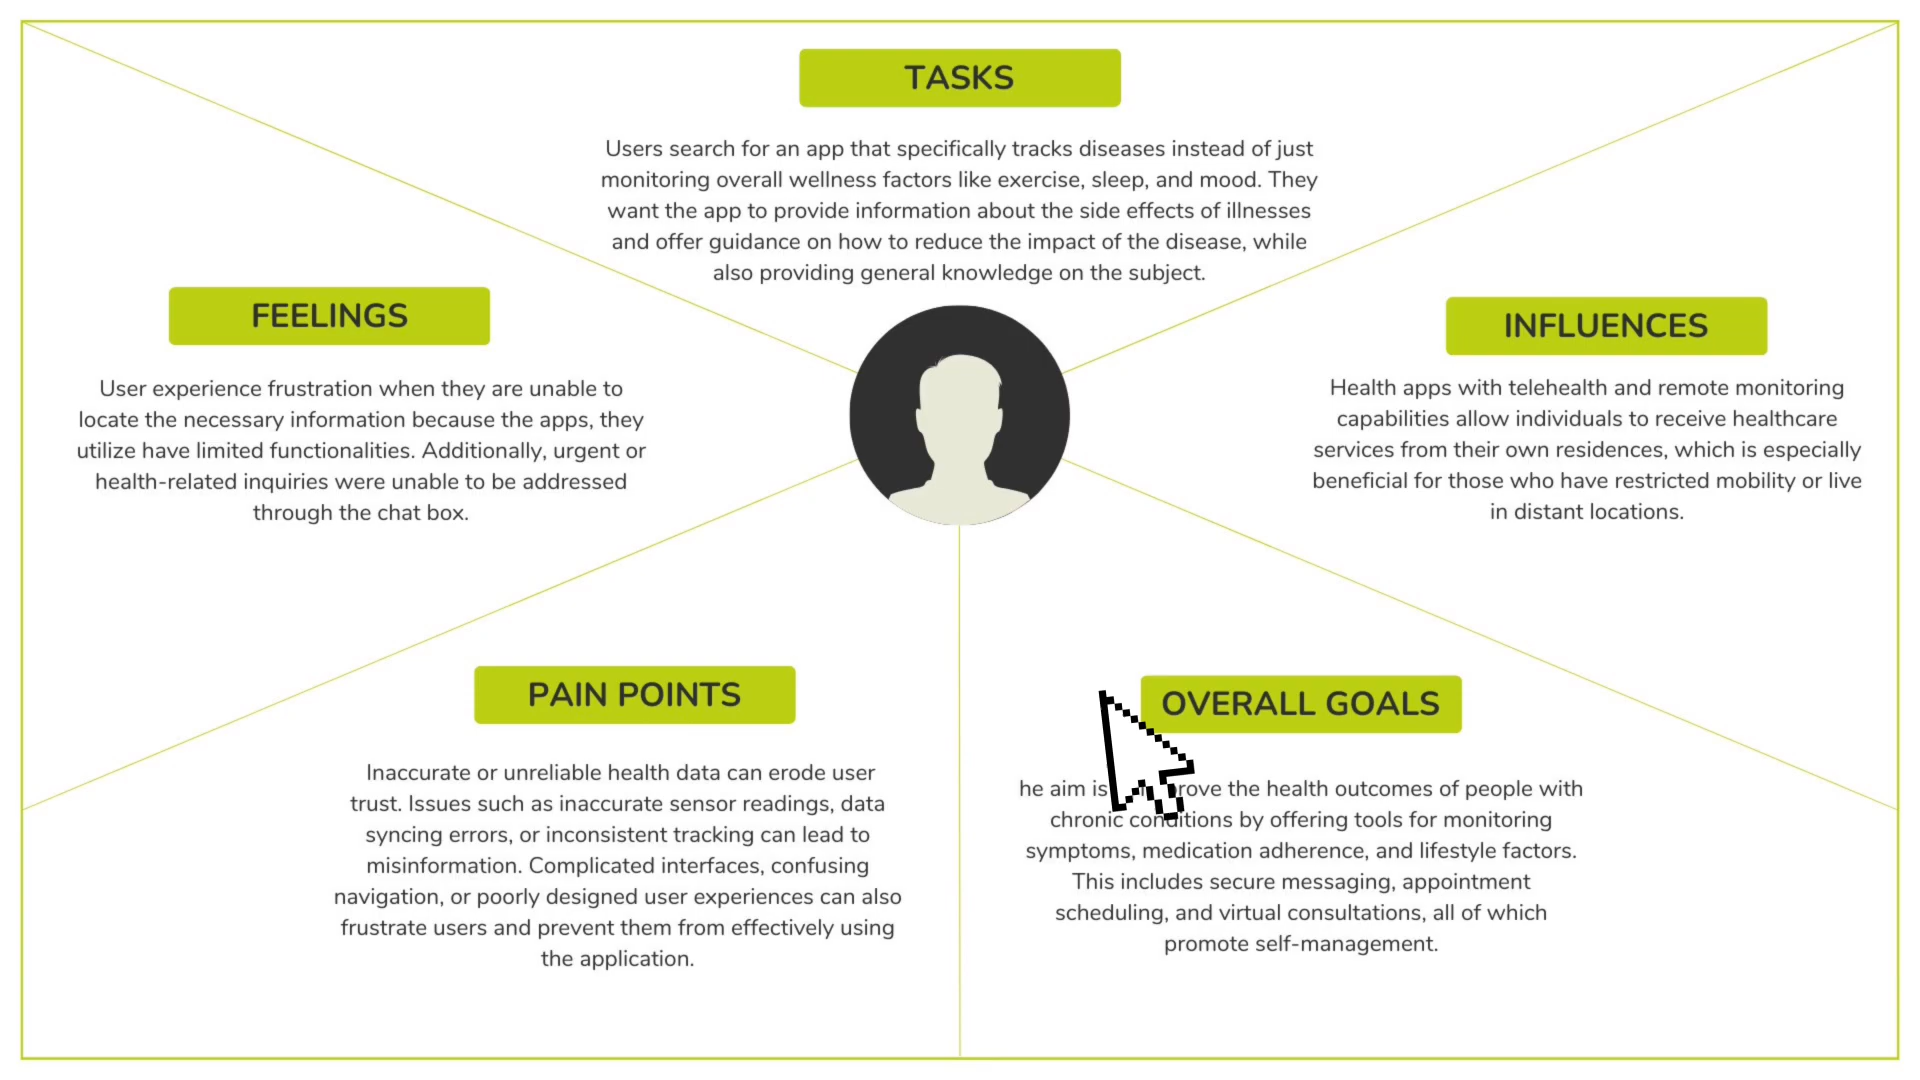 TASKS
Users search for an app that specifically tracks diseases instead of just
monitoring overall wellness factors like exercise, sleep, and mood. They
want the app to provide information about the side effects of illnesses
and offer guidance on how to reduce the impact of the disease, while
also providing general knowledge on the subject.
FEELINGS
User experience frustration when they are unable to
locate the necessary information because the apps, they
utilize have limited functionalities. Additionally, urgent or
health-related inquiries were unable to be addressed
through the chat box.
INFLUENCES
Health apps with telehealth and remote monitoring
capabilities allow individuals to receive healthcare
services from their own residences, which is especially
beneficial for those who have restricted mobility or live
in distant locations.
PAIN POINTS
Inaccurate or unreliable health data can erode user
trust. Issues such as inaccurate sensor readings, data
syncing errors, or inconsistent tracking can lead to
misinformation. Complicated interfaces, confusing
navigation, or poorly designed user experiences can also
frustrate users and prevent them from effectively using
the application.
OVERALL GOALS
he aim is the health outcomes of people with
chronic conditions by offering tools for monitoring
symptoms, medication adherence, and lifestyle factors.
This includes secure messaging, appointment
scheduling, and virtual consultations, all of which
promote self-management.